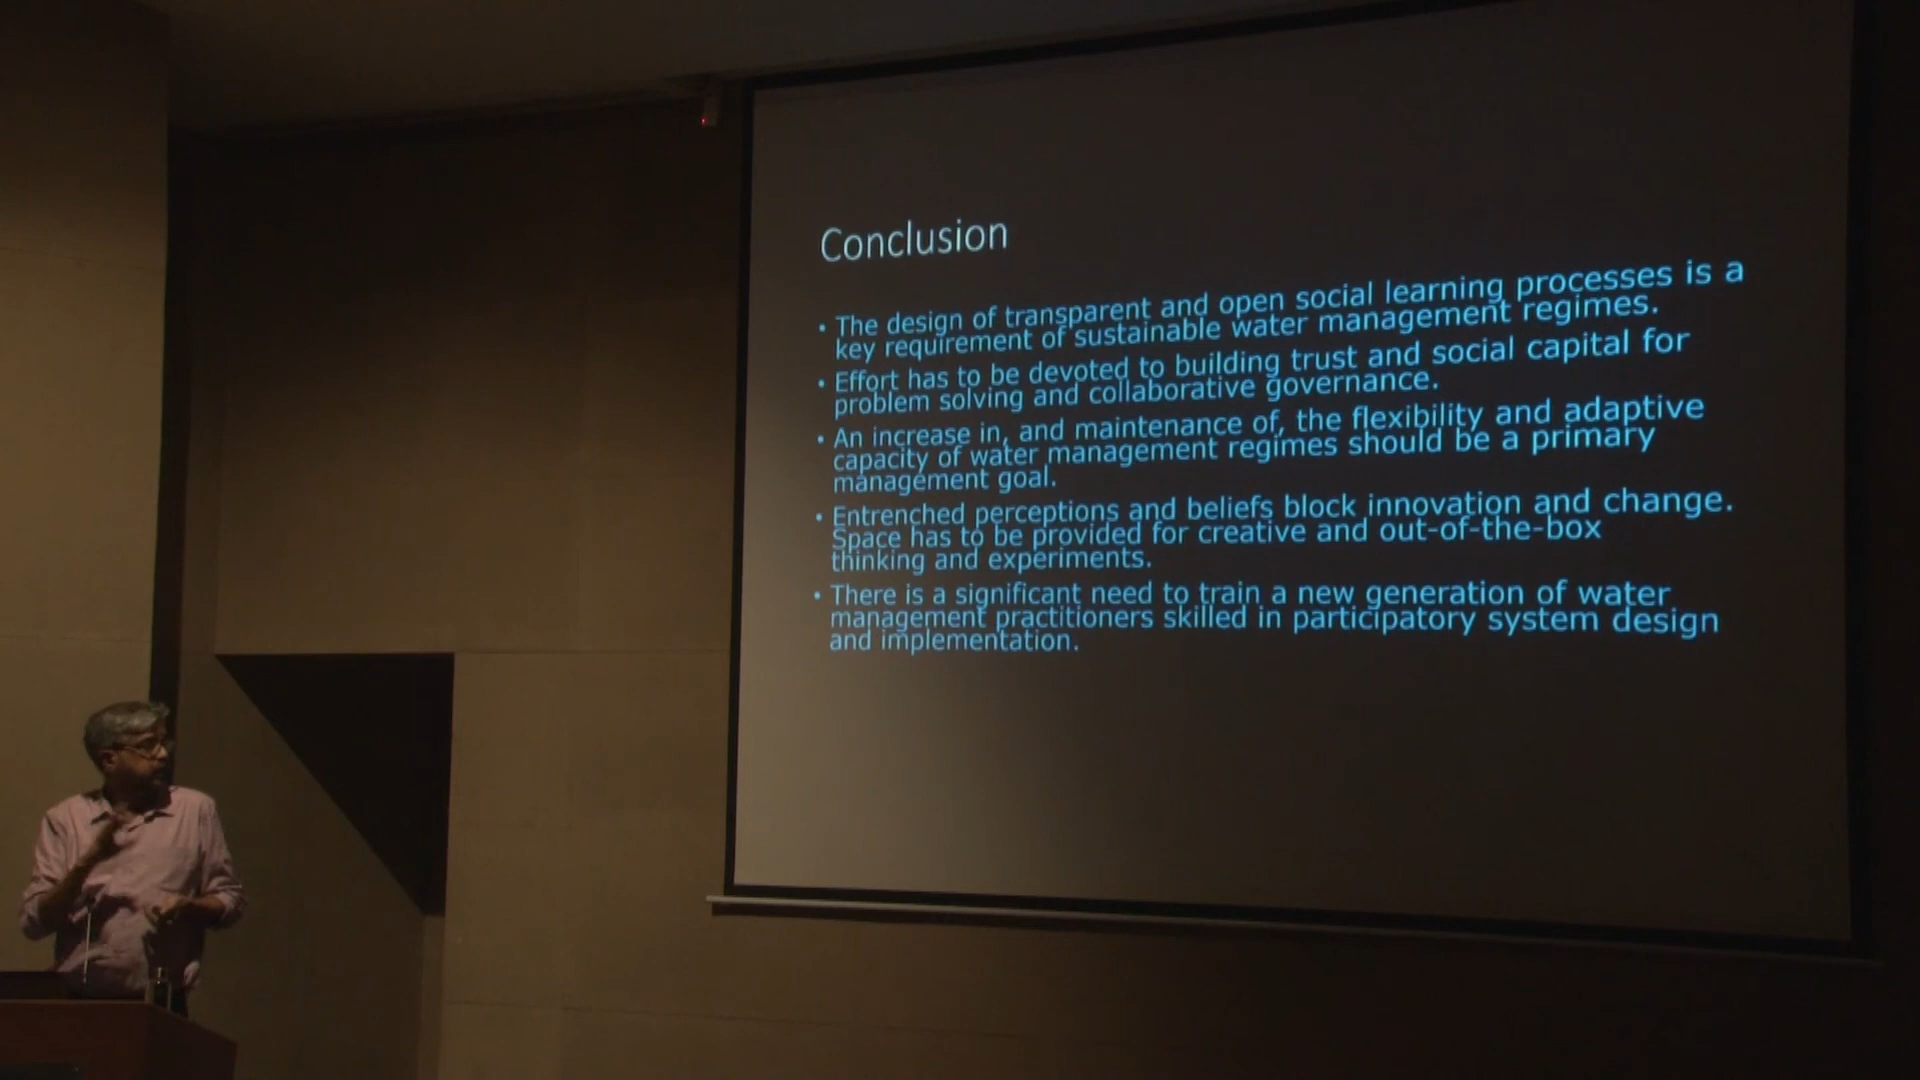 Conclusion
• The design of transparent and open social learning processes is a
key requirement of sustainable water management regimes.
• Effort has to be devoted to building trust and social capital for
problem solving and collaborative governance.
• An increase in, and maintenance of, the flexibility and adaptive
capacity of water management regimes should be a primary
management goal.
• Entrenched perceptions and beliefs block innovation and change.
Space has to be provided for creative and out-of-the-box
thinking and experiments.
• There is a significant need to train a new generation of water
management practitioners skilled in participatory system design
and implementation.